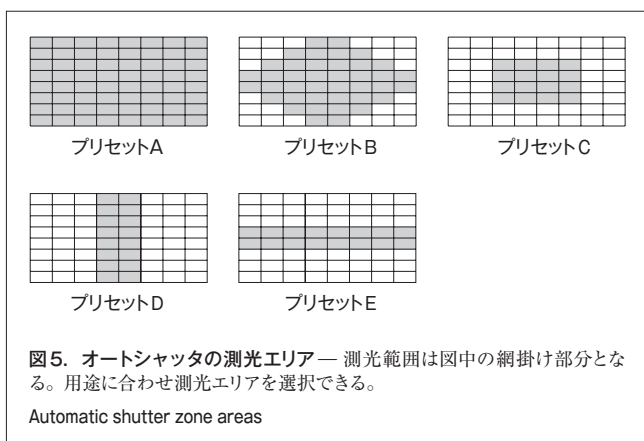 プリセットA
プリセットB
プリセットC
プリセットD
プリセットE
図5. オートシャッタの測光エリア — 測光範囲は図中の網掛け部分とな
る。用途に合わせ測光エリアを選択できる。
Automatic shutter zone areas